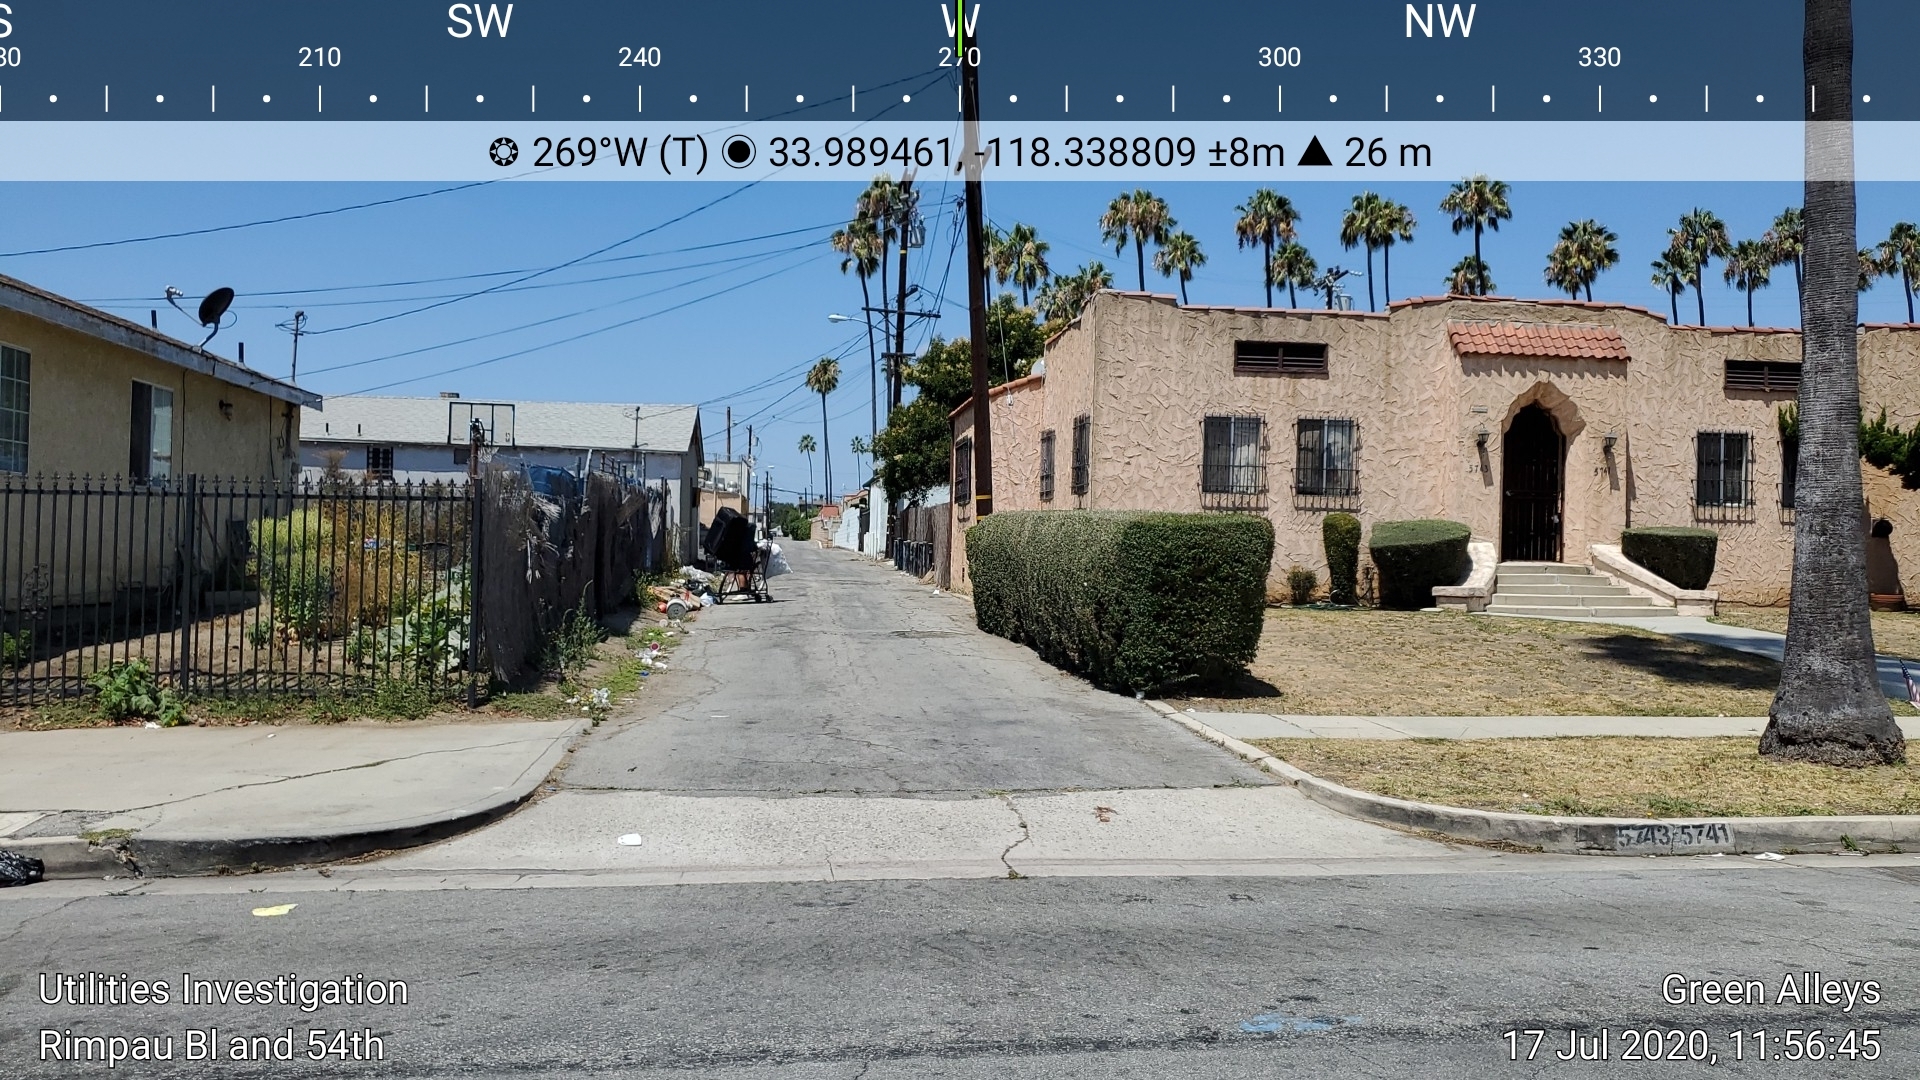 S SW W NW
210 240 270 300 330
269°W (T) 33.989461, -118.338809 ±8m ▲ 26 m
5743-5741
Utilities Investigation
Rimpau Bl and 54th
Green Alleys
17 Jul 2020, 11:56:45